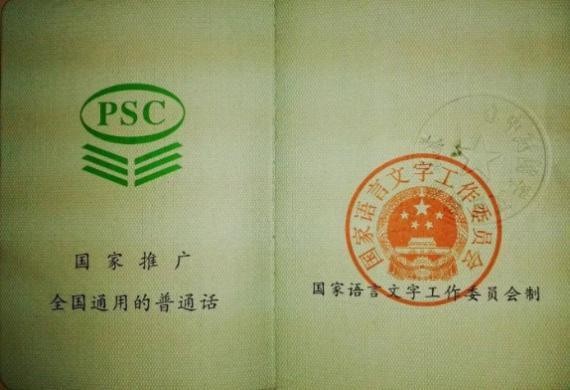 PSC
国家推广
全国通用的普通话
国家语言文字工作委员会
国家语言文字工作委员会制